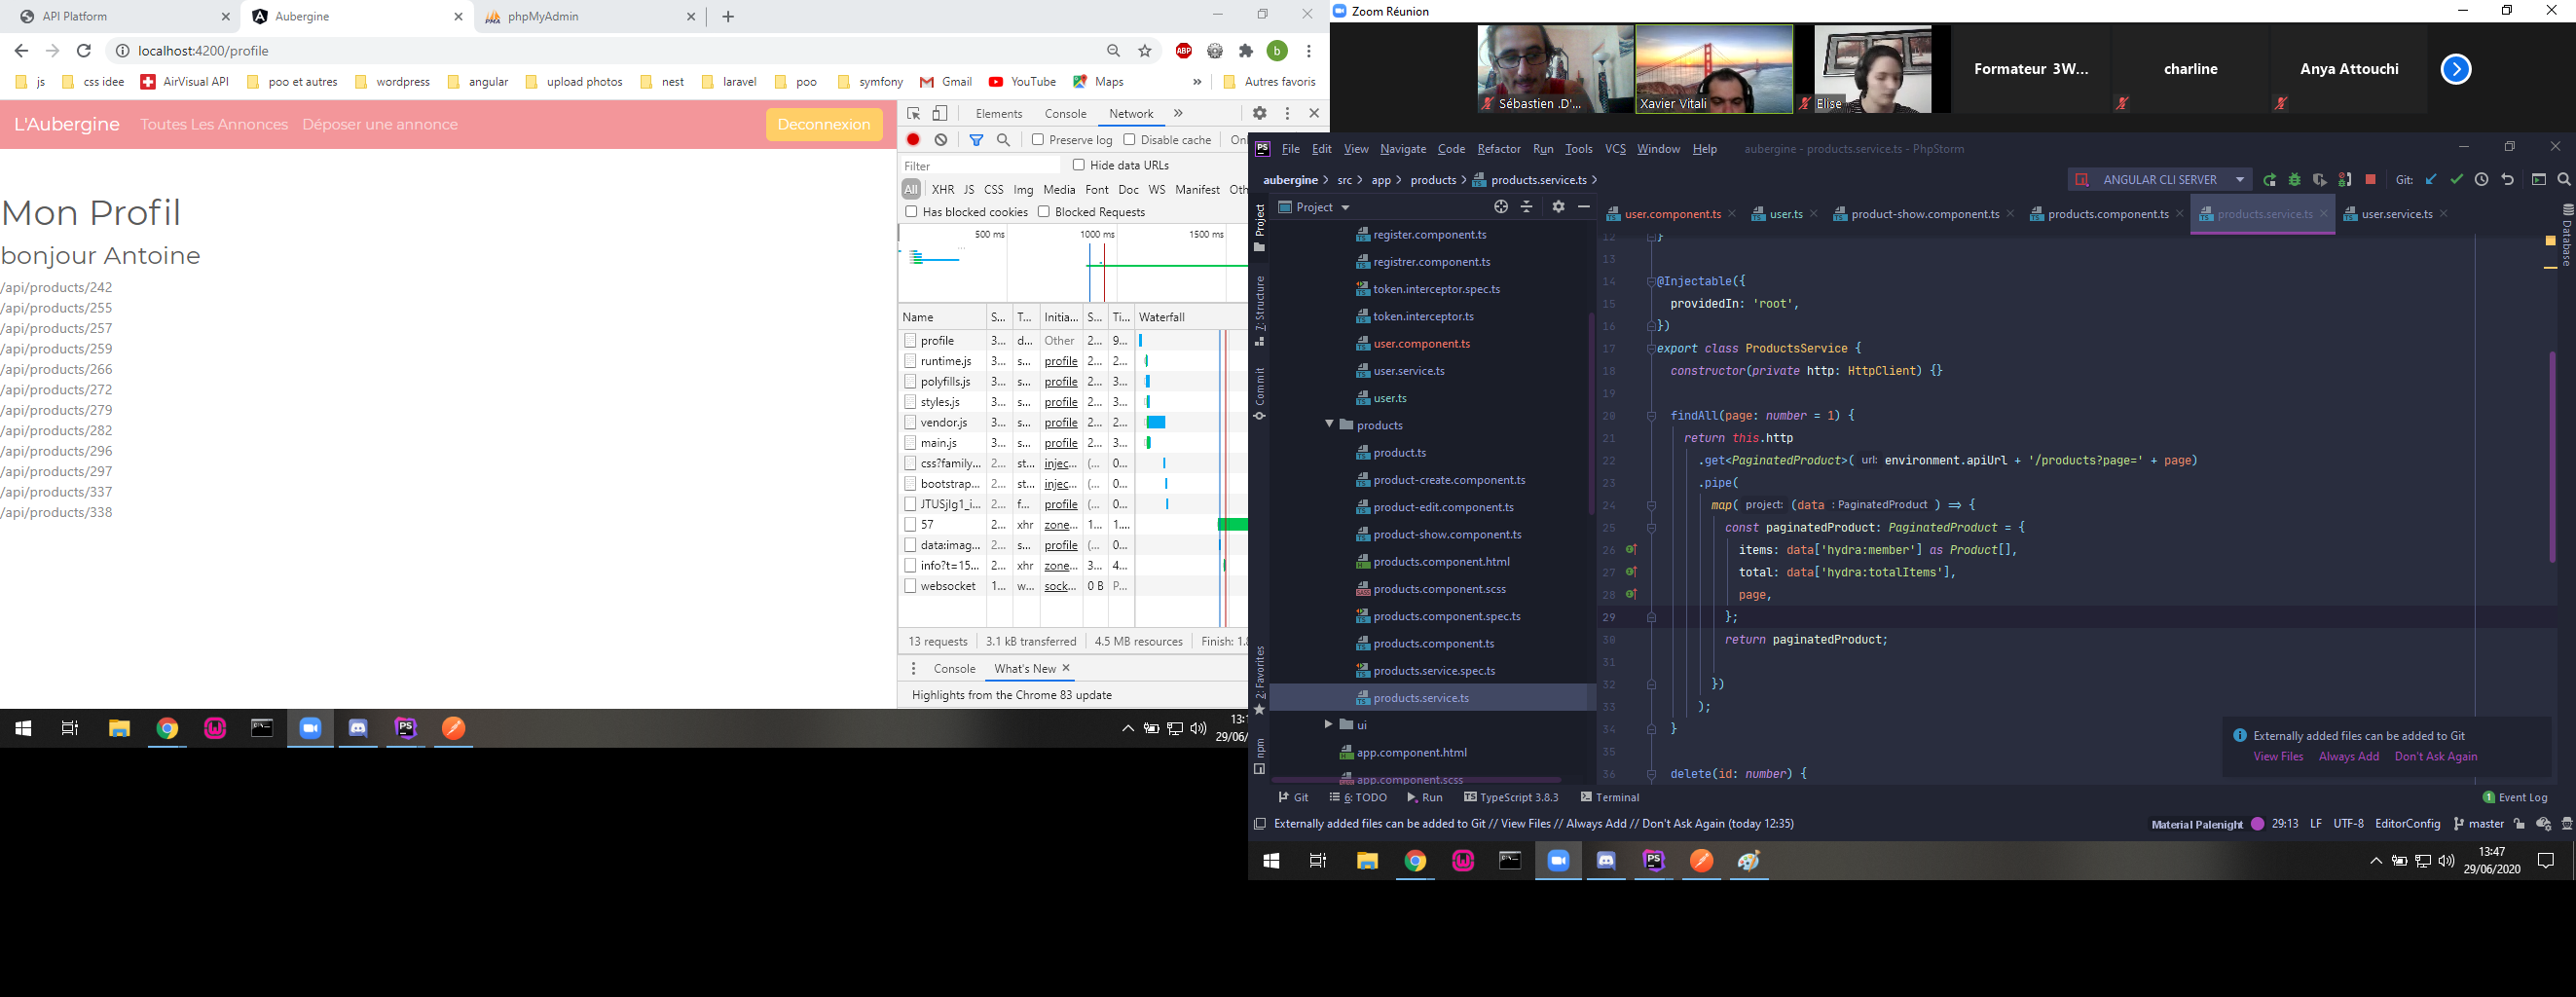 API Platform
Aubergine
phpMyAdmin
localhost:4200/profile
ABP
b
js
css idee
AirVisual API
poo et autres
wordpress
angular
upload photos
nest
laravel
poo
symfony
Gmail
YouTube
Maps
»
Autres favoris
L'Aubergine
Toutes Les Annonces
Déposer une annonce
Deconnexion
Mon Profil
bonjour Antoine
/api/products/242
/api/products/255
/api/products/257
/api/products/259
/api/products/266
/api/products/272
/api/products/279
/api/products/282
/api/products/296
/api/products/297
/api/products/337
/api/products/338
Elements Console Network »
Preserve log Disable cache Onl
Filter Hide data URLs
All XHR JS CSS Img Media Font Doc WS Manifest Oth
Has blocked cookies Blocked Requests
500 ms 1000 ms 1500 ms
Name S... T... Initia... S... Ti... Waterfall
profile 3... d... Other 2... 9...
runtime.js 3... s... profile 2... 2...
polyfills.js 3... s... profile 2... 3...
styles.js 3... s... profile 2... 3...
vendor.js 3... s... profile 2... 2...
main.js 3... s... profile 2... 3...
css?family... 2... st... injec... (... 0...
bootstrap... 2... st... injec... (... 0...
JTUSjIg1_i... 2... f... profile (... 0...
57 2... xhr zone... 1... 1....
data:imag... 2... s... profile (... 0...
info?t=15... 2... xhr zone... 3... 4...
websocket 1... w... sock... 0 B P...
13 requests 3.1 kB transferred 4.5 MB resources Finish: 1.8
Console What's New
Highlights from the Chrome 83 update
13:1
29/06/
Zoom Réunion
Sébastien .D'...
Xavier Vitali
Elise
Formateur 3W...
charline
Anya Attouchi
PS File Edit View Navigate Code Refactor Run Tools VCS Window Help aubergine - products.service.ts - PhpStorm
aubergine > src > app > products > products.service.ts >
ANGULAR CLI SERVER Git:
Project
user.component.ts user.ts product-show.component.ts products.component.ts products.service.ts user.service.ts
Project
7: Structure
Commit
2: Favorites
npm
Database
register.component.ts
registrer.component.ts
token.interceptor.spec.ts
token.interceptor.ts
user.component.ts
user.service.ts
user.ts
products
product.ts
product-create.component.ts
product-edit.component.ts
product-show.component.ts
products.component.html
products.component.scss
products.component.spec.ts
products.component.ts
products.service.spec.ts
products.service.ts
ui
app.component.html
app.component.scss
12 }
13
14 @Injectable({
15 providedIn: 'root',
16 })
17 export class ProductsService {
18 constructor(private http: HttpClient) {}
19
20 findAll(page: number = 1) {
21 return this.http
22 .get<PaginatedProduct>( url: environment.apiUrl + '/products?page=' + page)
23 .pipe(
24 map( project: (data : PaginatedProduct ) => {
25 const paginatedProduct: PaginatedProduct = {
26 items: data['hydra:member'] as Product[],
27 total: data['hydra:totalItems'],
28 page,
29 };
30 return paginatedProduct;
31
32 })
33 );
34 }
35
36 delete(id: number) {
Externally added files can be added to Git
View Files Always Add Don't Ask Again
Git 6: TODO Run TypeScript 3.8.3 Terminal 1 Event Log
Externally added files can be added to Git // View Files // Always Add // Don't Ask Again (today 12:35)
Material Palenight 29:13 LF UTF-8 EditorConfig master
13:47
29/06/2020